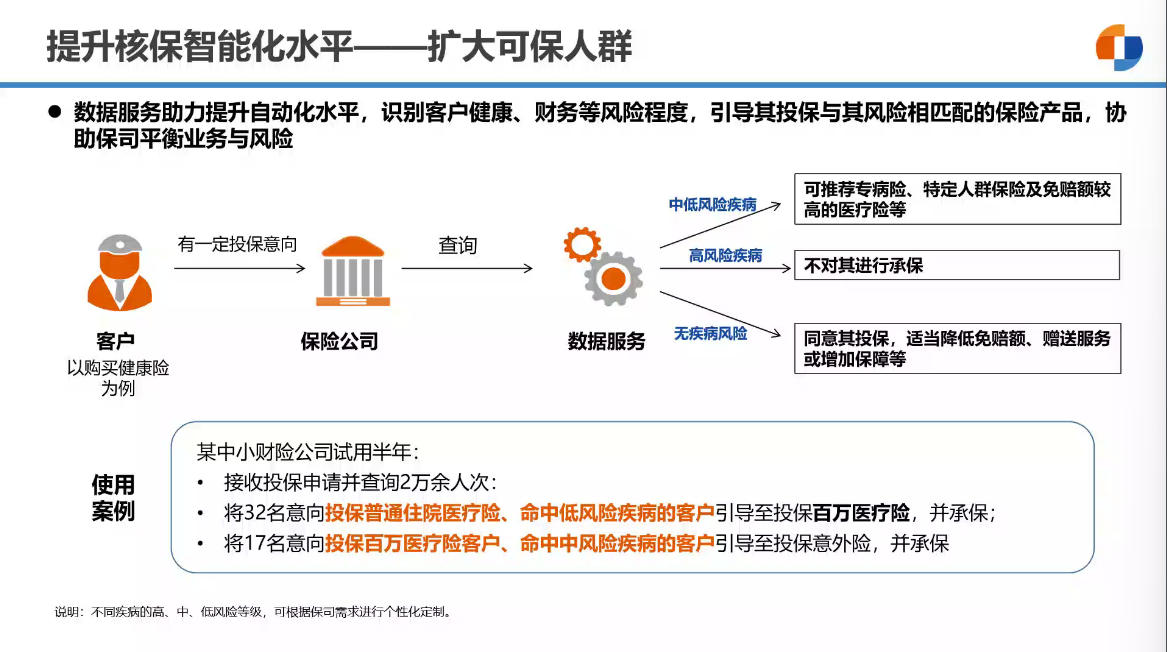 提升核保智能化水平——扩大可保人群
● 数据服务助力提升自动化水平，识别客户健康、财务等风险程度，引导其投保与其风险相匹配的保险产品，协
助保司平衡业务与风险
有一定投保意向
查询
中低风险疾病
高风险疾病
无疾病风险
可推荐专病险、特定人群保险及免赔额较
高的医疗险等
不对其进行承保
同意其投保，适当降低免赔额、赠送服务
或增加保障等
客户
以购买健康险
为例
保险公司
数据服务
使用
案例
某中小财险公司试用半年：
• 接收投保申请并查询2万余人次：
• 将32名意向投保普通住院医疗险、命中低风险疾病的客户引导至投保百万医疗险，并承保；
• 将17名意向投保百万医疗险客户、命中中风险疾病的客户引导至投保意外险，并承保
说明：不同疾病的高、中、低风险等级，可根据保司需求进行个性化定制。